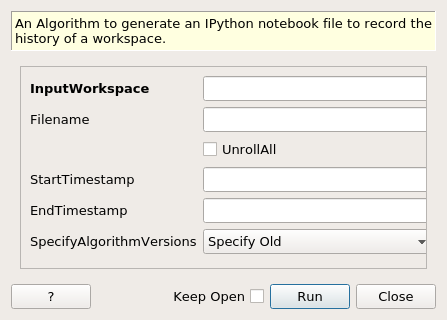 An Algorithm to generate an IPython notebook file to record the
history of a workspace.
InputWorkspace
Filename
UnrollAll
StartTimestamp
EndTimestamp
SpecifyAlgorithmVersions Specify Old
? Keep Open Run Close